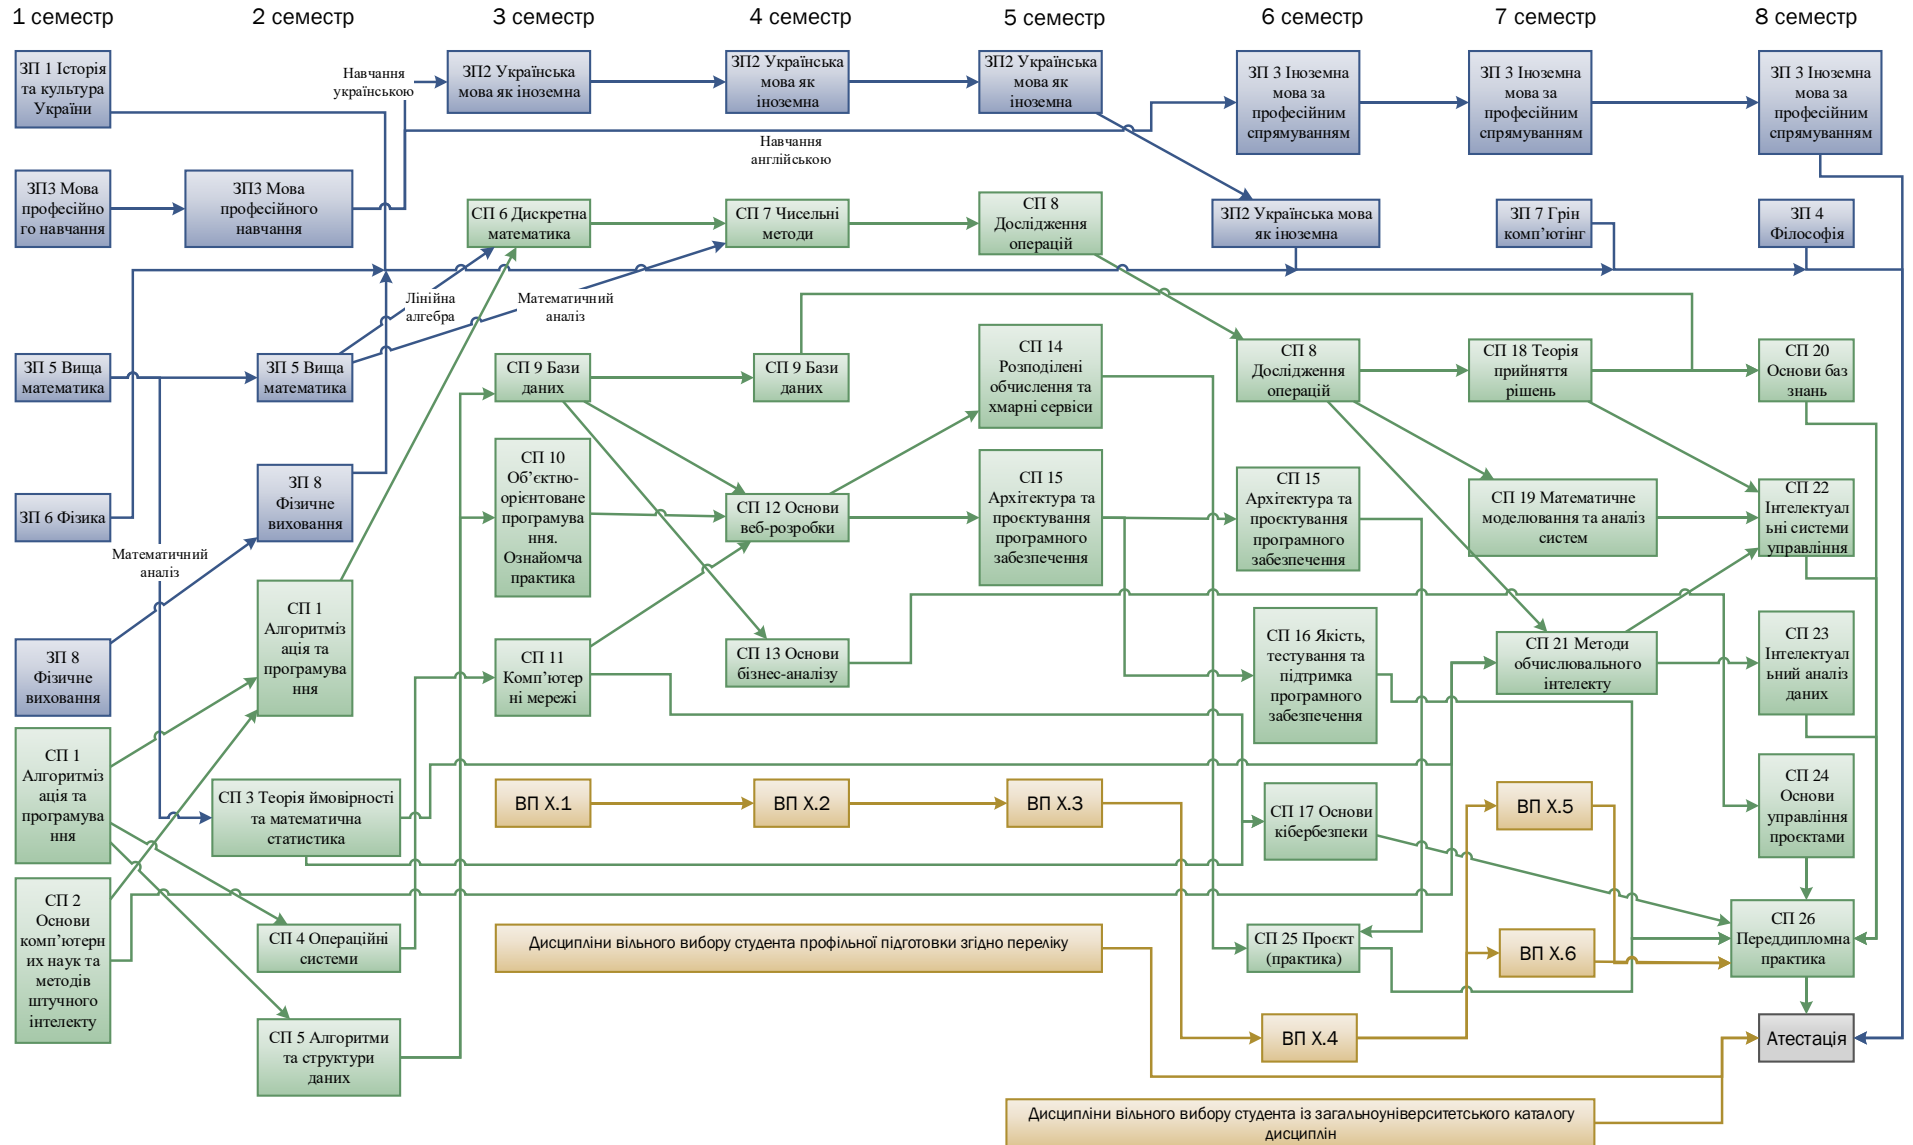 1 семестр
2 семестр
3 семестр
4 семестр
5 семестр
6 семестр
7 семестр
8 семестр
ЗП 1 Історія
та культура
України
Навчання
українською
ЗП2 Українська
мова як іноземна
ЗП2 Українська
мова як
іноземна
ЗП2 Українська
мова як
іноземна
ЗП 3 Іноземна
мова за
професійним
спрямуванням
ЗП 3 Іноземна
мова за
професійним
спрямуванням
ЗП 3 Іноземна
мова за
професійним
спрямуванням
Навчання
англійською
ЗП3 Мова
професійно
го навчання
ЗП3 Мова
професійного
навчання
СП 6 Дискретна
математика
СП 7 Чисельні
методи
СП 8
Дослідження
операцій
ЗП2 Українська мова
як іноземна
ЗП 7 Грін
комп’ютінг
ЗП 4
Філософія
Лінійна
алгебра
Математичний
аналіз
ЗП 5 Вища
математика
ЗП 5 Вища
математика
СП 9 Бази
даних
СП 9 Бази
даних
СП 14
Розподілені
обчислення та
хмарні сервіси
СП 8
Дослідження
операцій
СП 18 Теорія
прийняття
рішень
СП 20
Основи баз
знань
ЗП 6 Фізика
ЗП 8
Фізичне
виховання
СП 10
Об’єктно-
орієнтоване
програмува
ння.
Ознайомча
практика
СП 12 Основи
веб-розробки
СП 15
Архітектура та
проєктування
програмного
забезпечення
СП 15
Архітектура та
проєктування
програмного
забезпечення
СП 19 Математичне
моделювання та аналіз
систем
СП 22
Інтелектуал
ьні системи
управління
Математичний
аналіз
ЗП 8
Фізичне
виховання
СП 1
Алгоритміз
ація та
програмува
ння
СП 11
Комп’ютер
ні мережі
СП 13 Основи
бізнес-аналізу
СП 16 Якість,
тестування та
підтримка
програмного
забезпечення
СП 21 Методи
обчислювального
інтелекту
СП 23
Інтелектуал
ьний аналіз
даних
СП 1
Алгоритміз
ація та
програмува
ння
СП 3 Теорія ймовірності
та математична
статистика
ВП Х.1
ВП Х.2
ВП Х.3
СП 17 Основи
кібербезпеки
ВП Х.5
СП 24
Основи
управління
проєктами
СП 2
Основи
комп’ютерн
их наук та
методів
штучного
інтелекту
СП 4 Операційні
системи
Дисципліни вільного вибору студента профільної підготовки згідно переліку
СП 25 Проєкт
(практика)
ВП Х.6
СП 26
Переддипломна
практика
СП 5 Алгоритми
та структури
даних
ВП Х.4
Атестація
Дисципліни вільного вибору студента із загальноуніверситетського каталогу
дисциплін